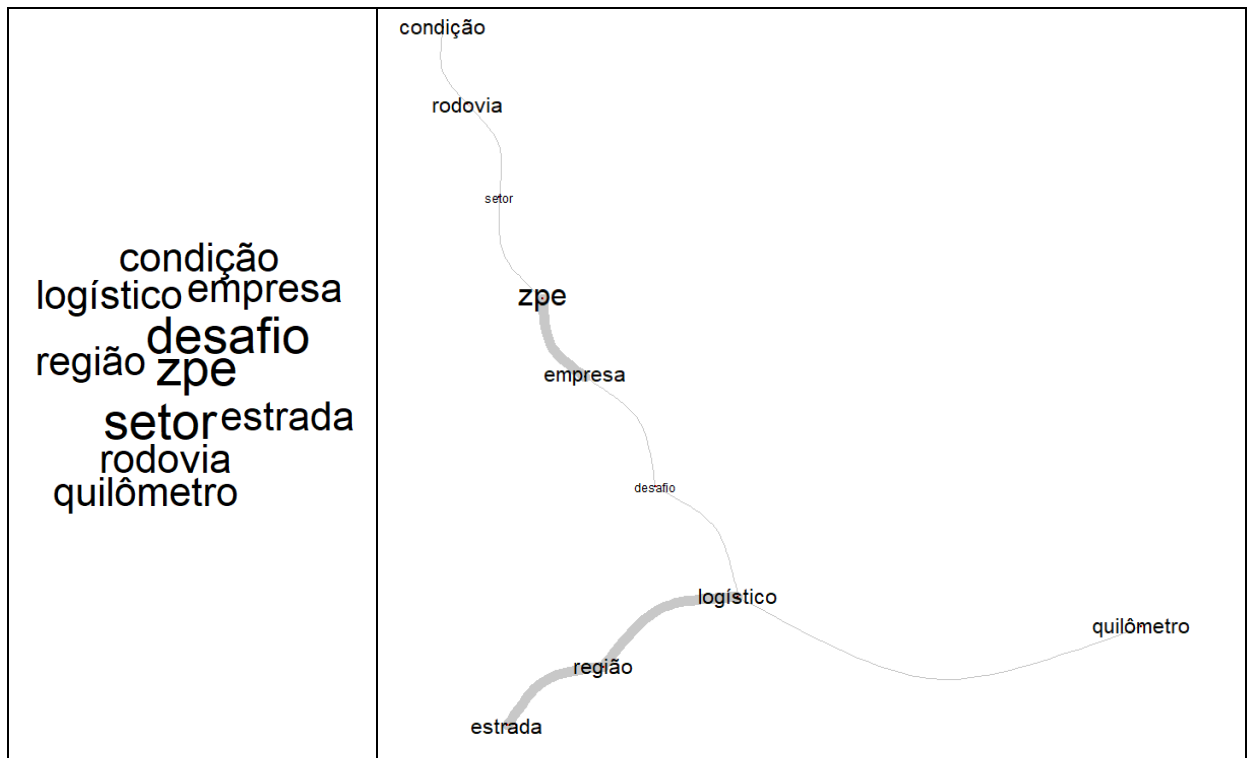 condição
logístico empresa
desafio
região zpe
setor estrada
rodovia
quilômetro
condição
rodovia
setor
zpe
empresa
desafio
logístico
quilômetro
região
estrada